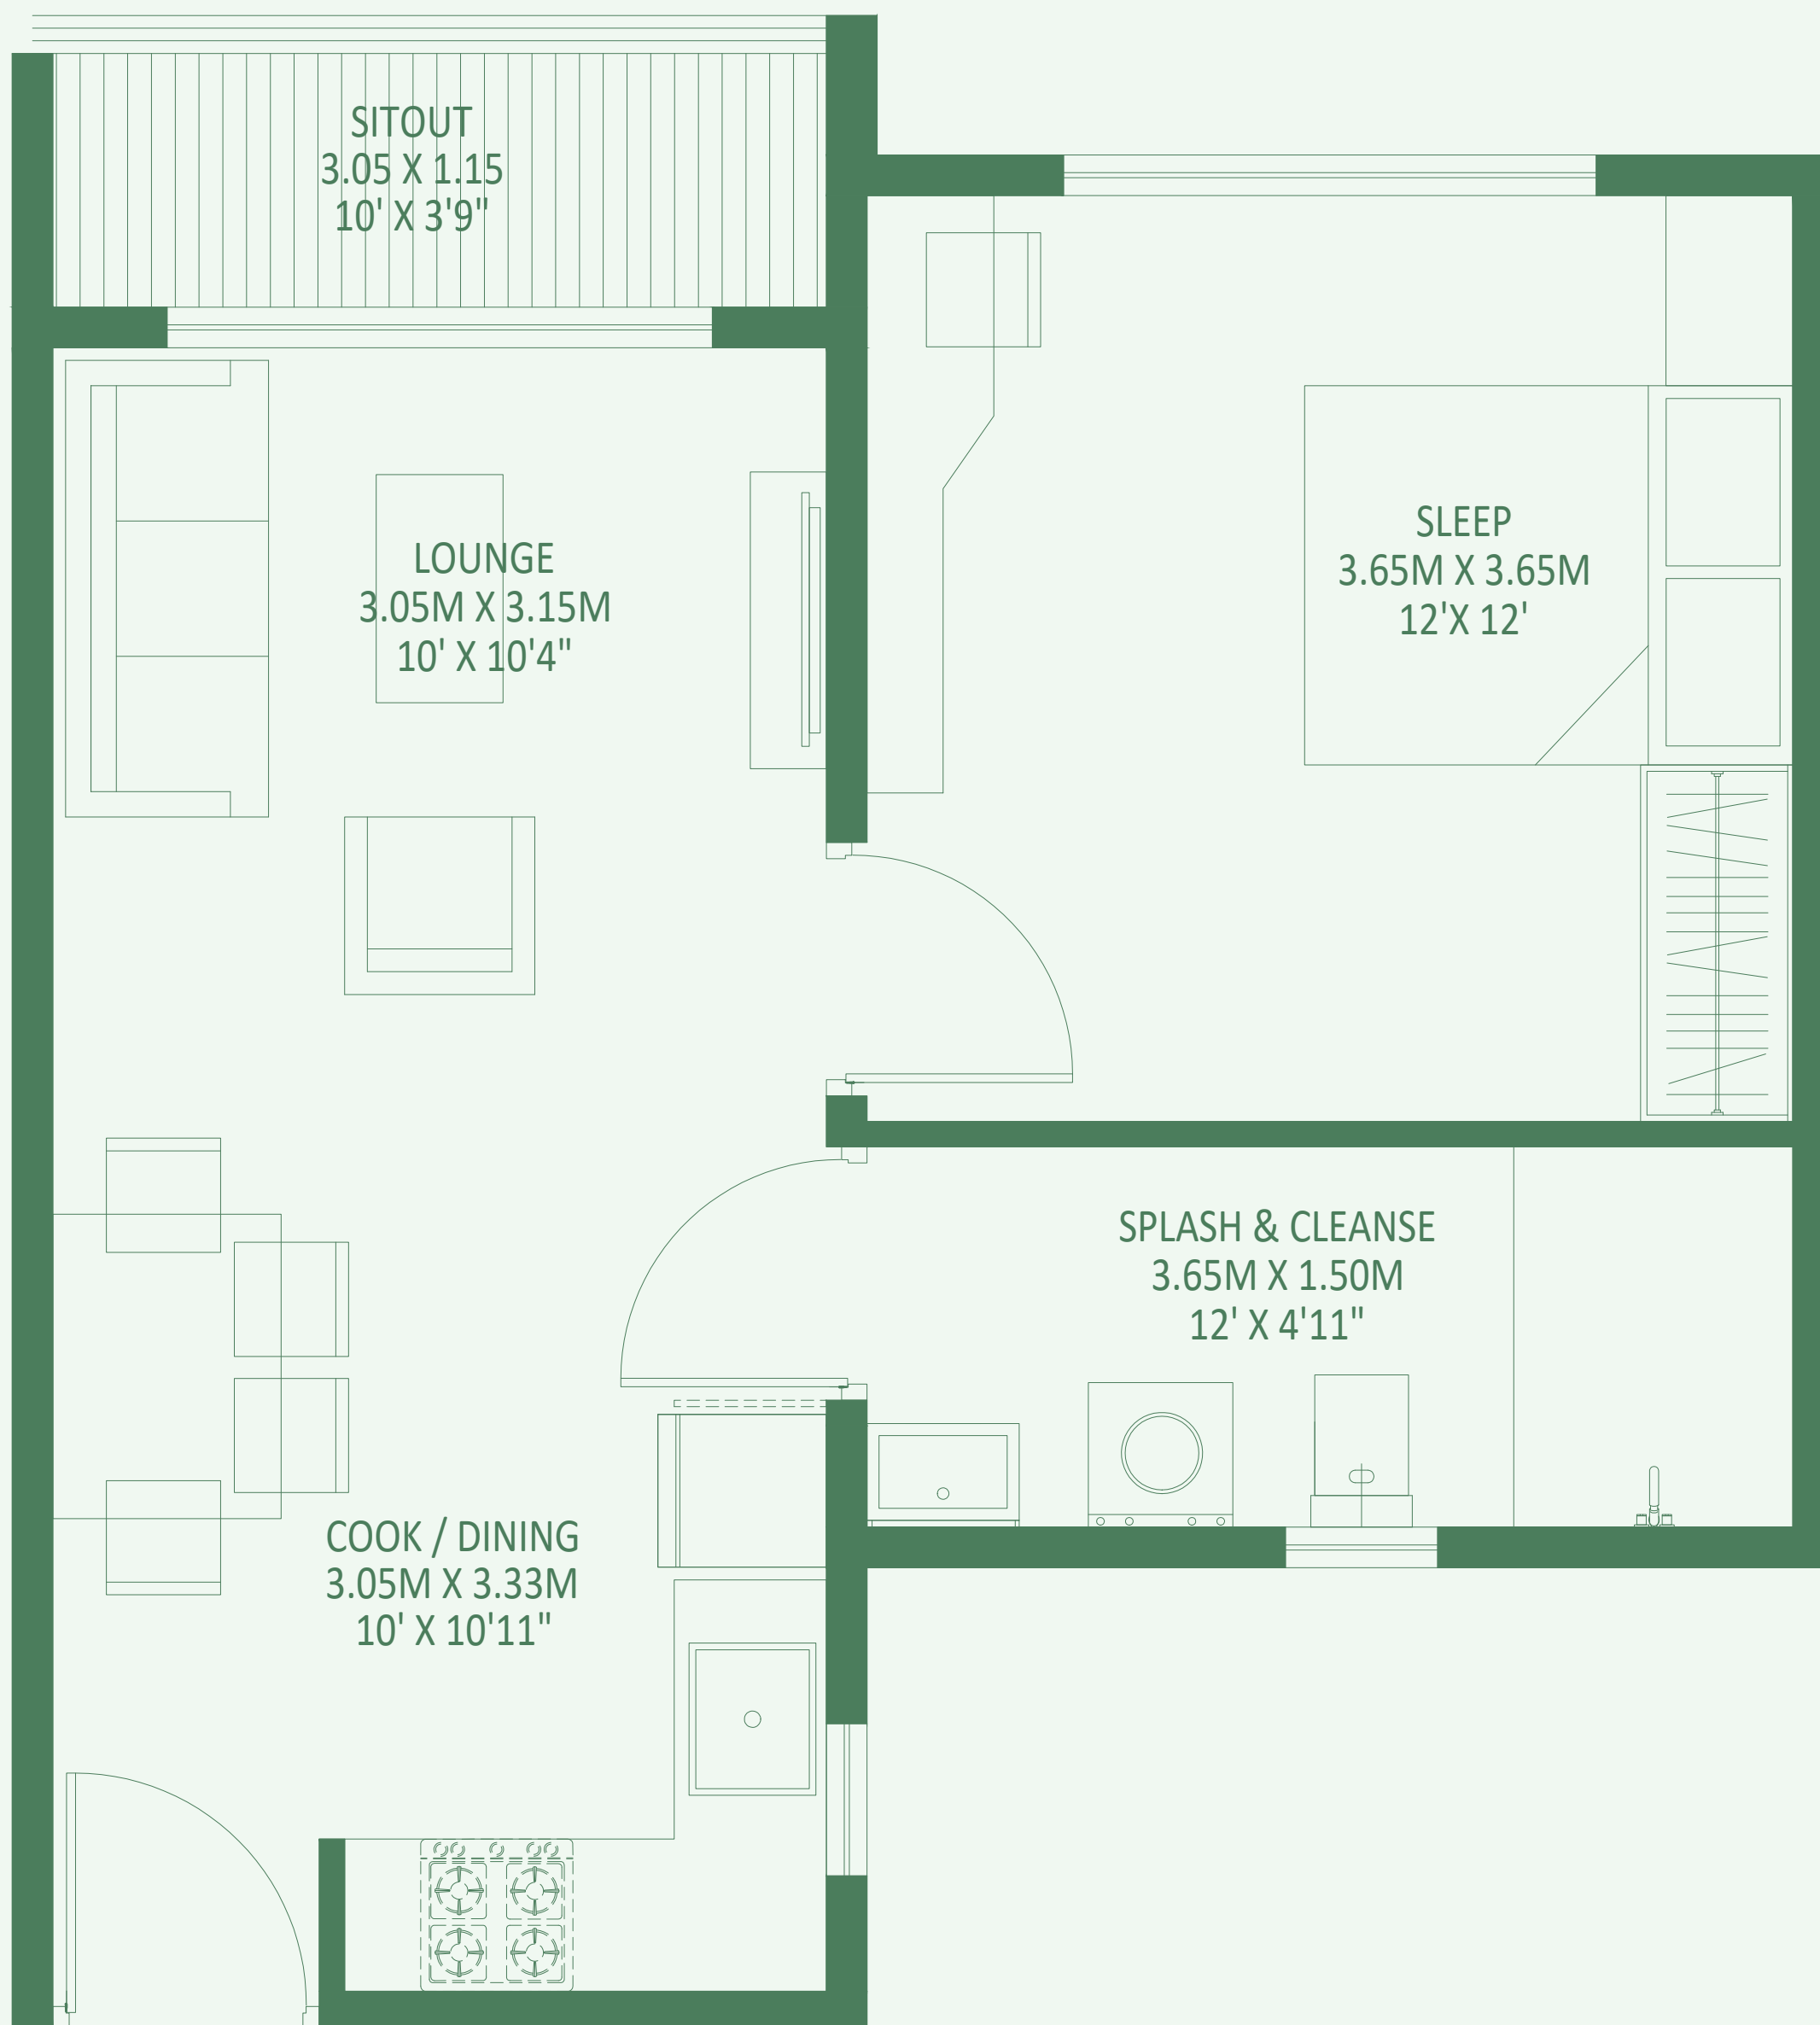 SITOUT
3.05 X 1.15
10' X 3'9"
LOUNGE
3.05M X 3.15M
10' X 10'4"
SLEEP
3.65M X 3.65M
12'X 12'
SPLASH & CLEANSE
3.65M X 1.50M
12' X 4'11"
COOK / DINING
3.05M X 3.33M
10' X 10'11"